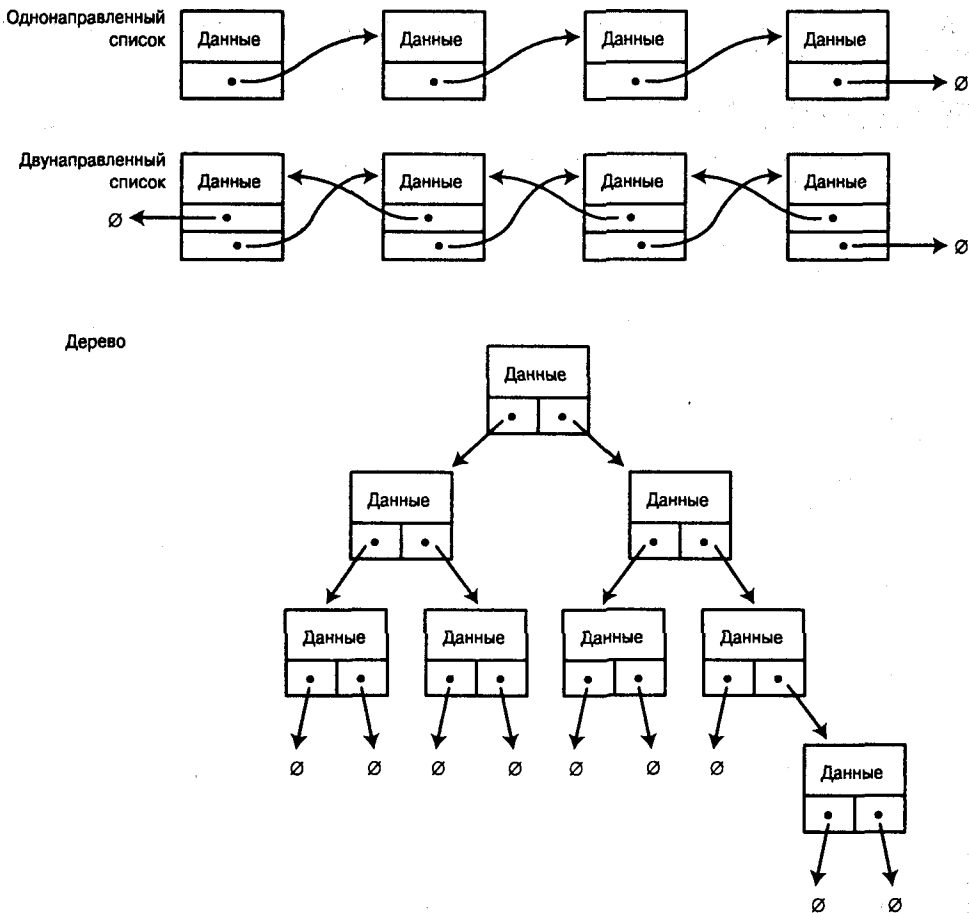 Однонаправленный
список
Данные Данные Данные Данные
Ø
Двунаправленный
список
Данные Данные Данные Данные
Ø Ø
Дерево
Данные
Данные Данные
Данные Данные Данные Данные
Ø Ø Ø Ø Ø Ø Ø
Данные
Ø Ø